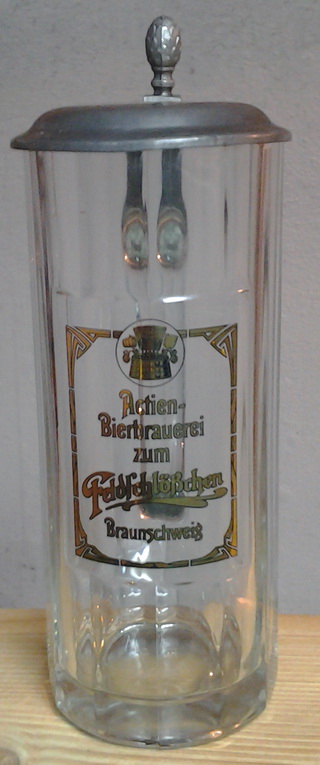 Actien-
Bierbrauerei
zum
Feldschlößchen
Braunschweig